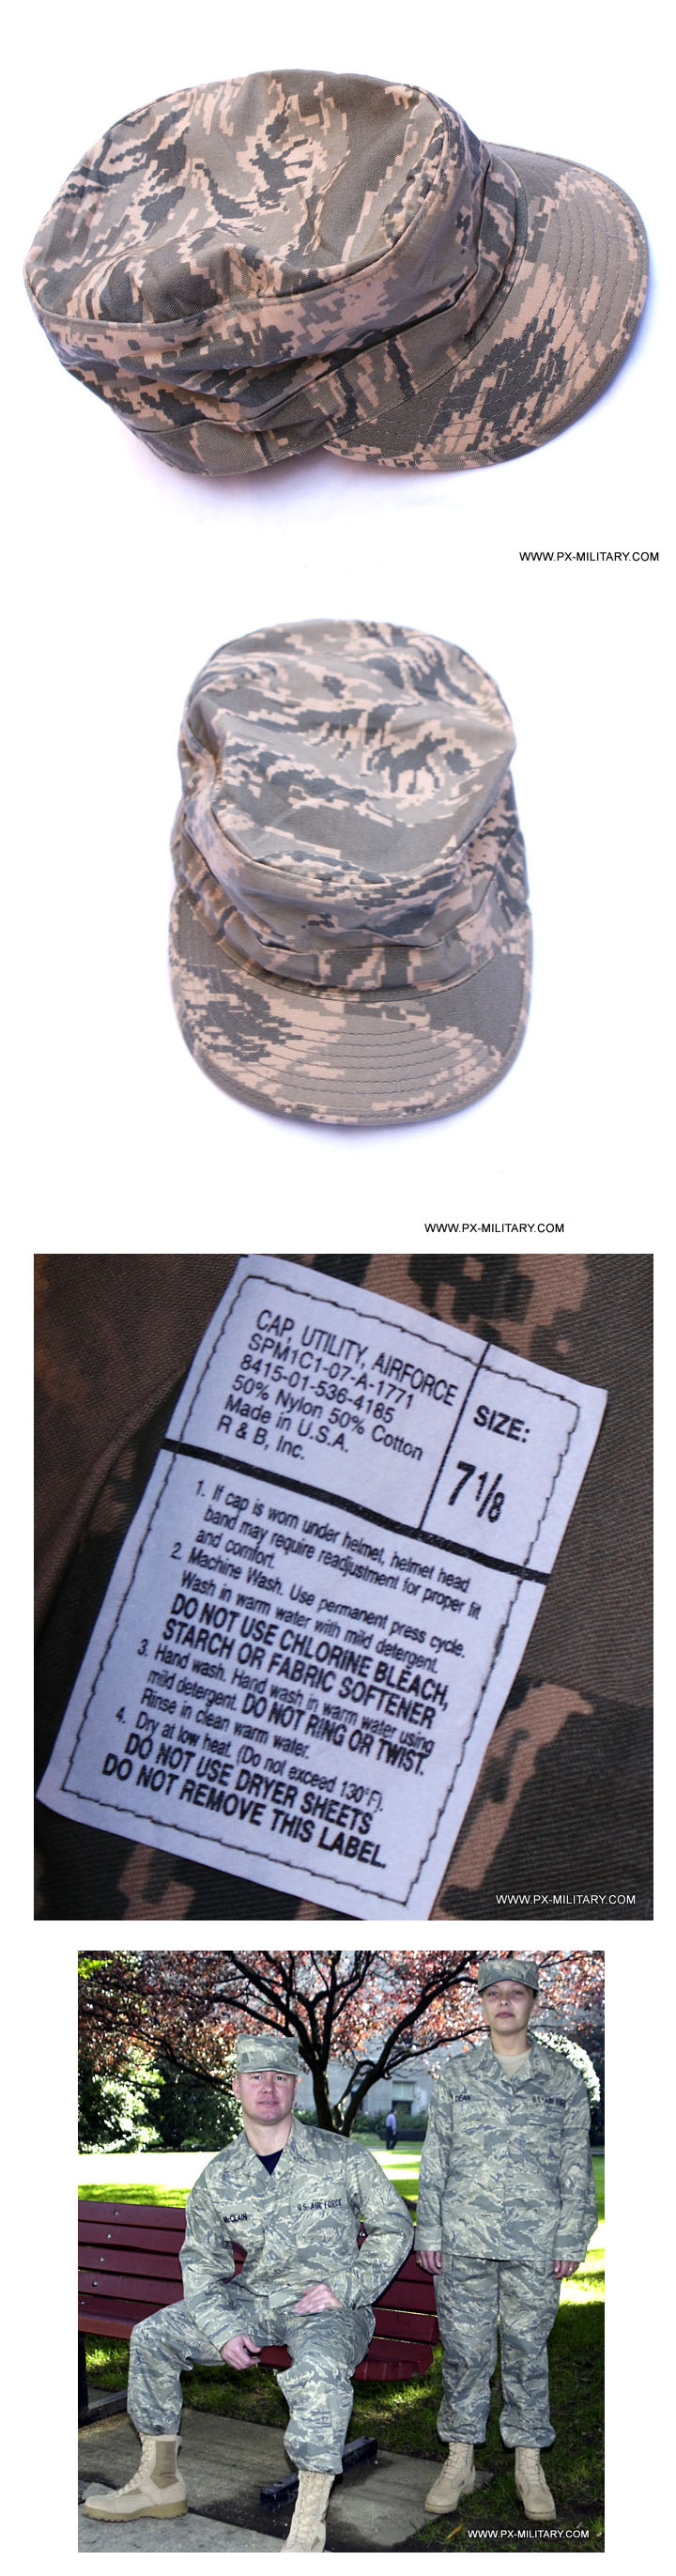 WWW.PX-MILITARY.COM
WWW.PX-MILITARY.COM
CAP, UTILITY, AIRFORCE
SPM1C1-07-A-1771
8415-01-536-4185
50% Nylon 50% Cotton
Made in U.S.A.
R & B, Inc.
SIZE:
7 1/8
1. If cap is worn under helmet, helmet head
band may require readjustment for proper fit
and comfort.
2. Machine Wash. Use permanent press cycle.
Wash in warm water with mild detergent.
DO NOT USE CHLORINE BLEACH,
STARCH OR FABRIC SOFTENER
3. Hand wash. Hand wash in warm water using
mild detergent. DO NOT RING OR TWIST.
Rinse in clean warm water.
4. Dry at low heat. (Do not exceed 130°F).
DO NOT USE DRYER SHEETS
DO NOT REMOVE THIS LABEL.
WWW.PX-MILITARY.COM
DEAN
U.S. AIR FORCE
McCLAIN
U.S. AIR FORCE
WWW.PX-MILITARY.COM